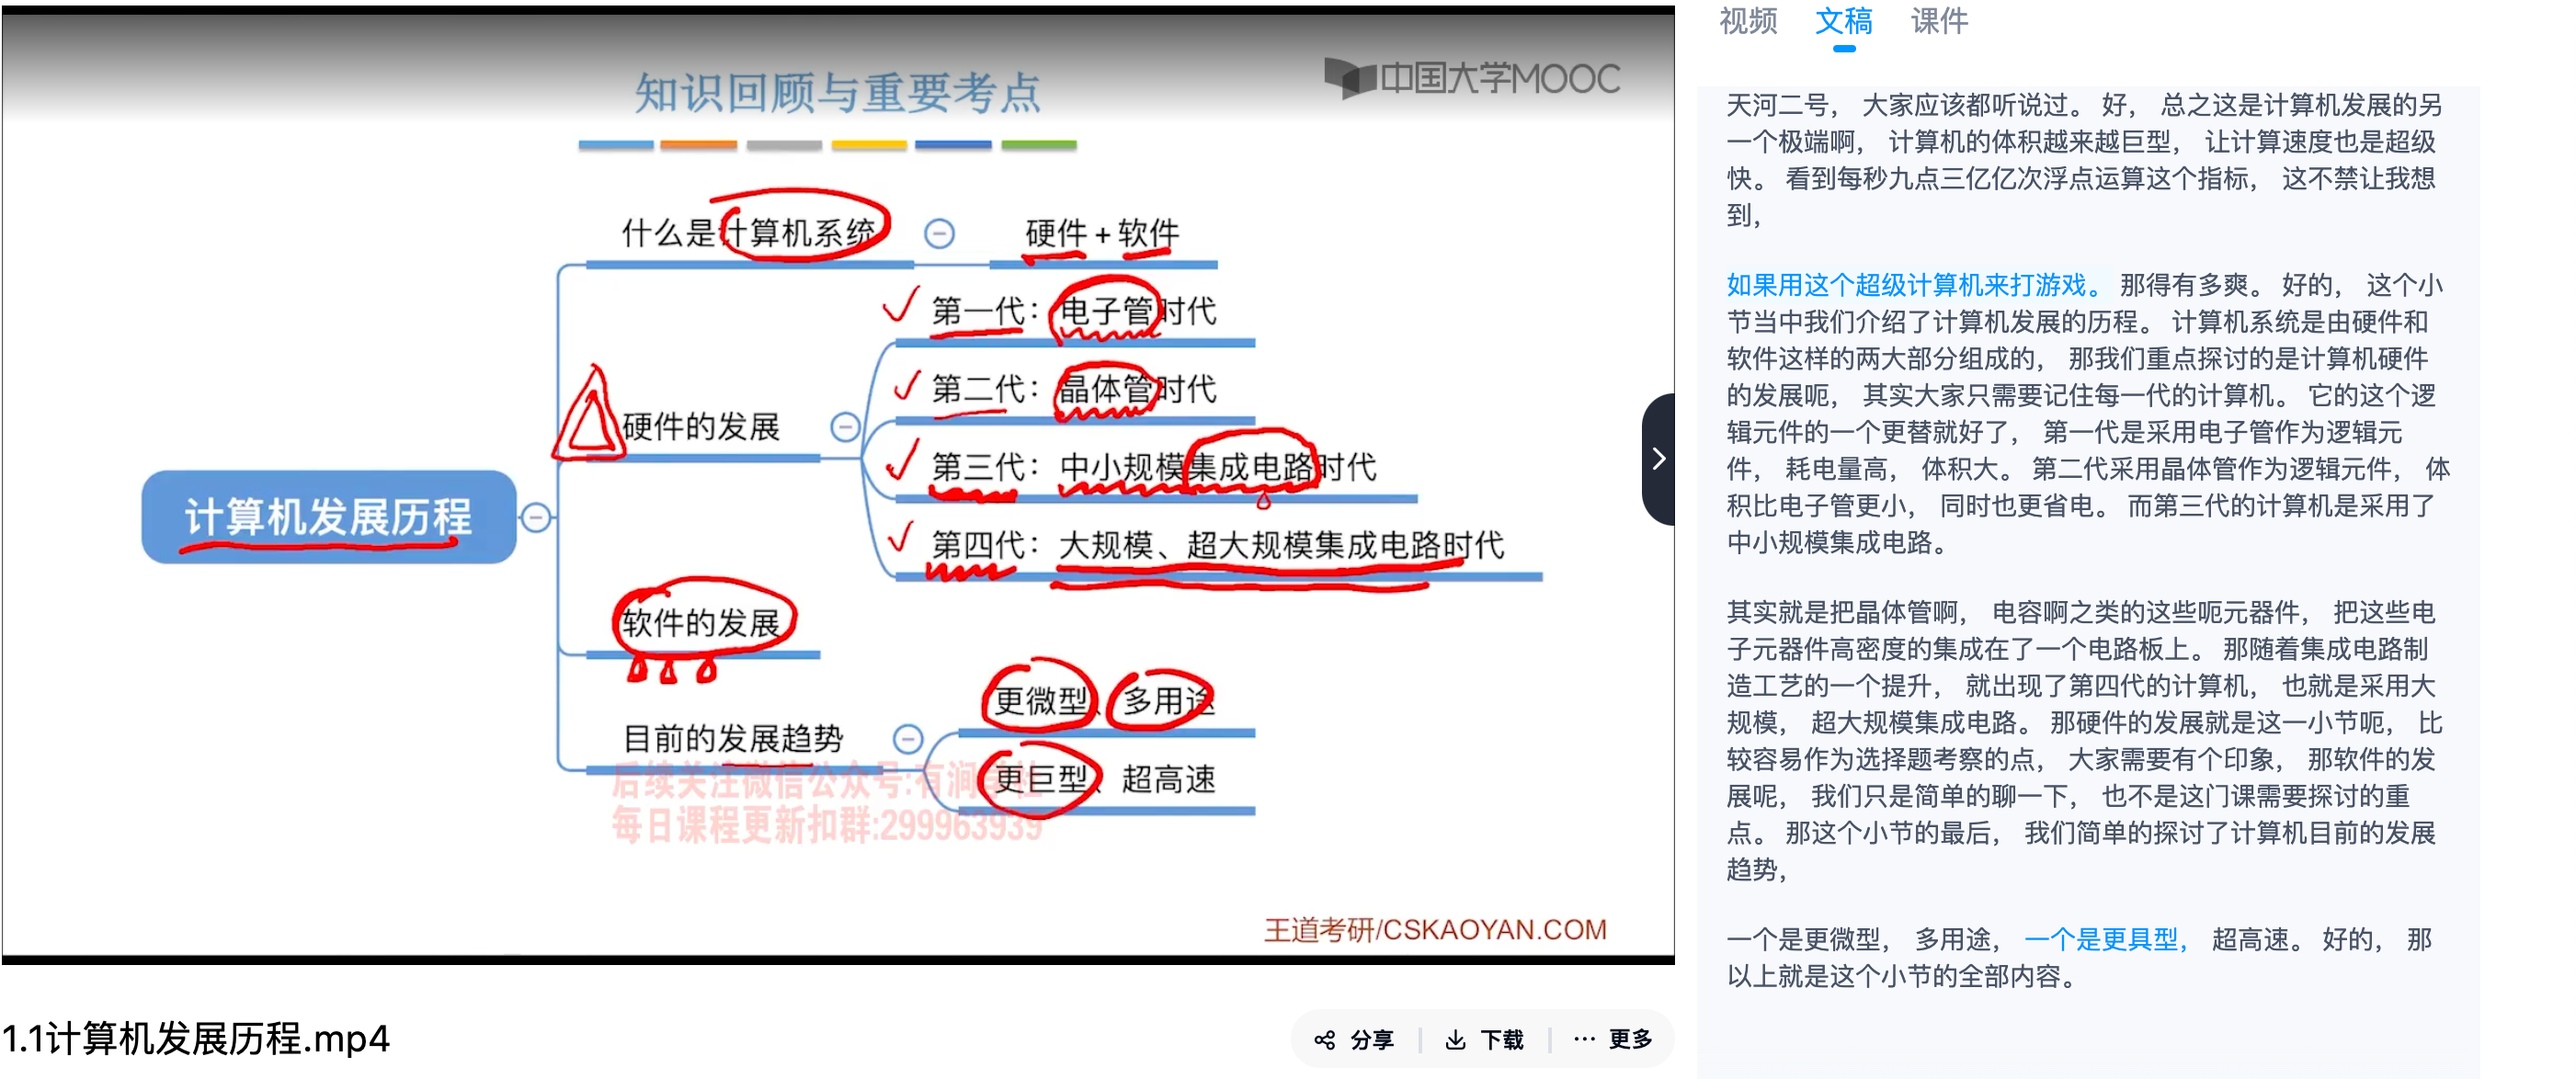 知识回顾与重要考点
中国大学MOOC
什么是计算机系统
硬件+软件
第一代：电子管时代
第二代：晶体管时代
硬件的发展
第三代：中小规模集成电路时代
计算机发展历程
第四代：大规模、超大规模集成电路时代
软件的发展
更微型、多用途
目前的发展趋势
更巨型、超高速
后续关注微信公众号:有涧学社
每日课程更新扣群:299963939
王道考研/CSKAOYAN.COM
1.1计算机发展历程.mp4
分享
下载
更多
视频
文稿
课件
天河二号， 大家应该都听说过。 好， 总之这是计算机发展的另
一个极端啊， 计算机的体积越来越巨型， 让计算速度也是超级
快。 看到每秒九点三亿亿次浮点运算这个指标， 这不禁让我想
到，
如果用这个超级计算机来打游戏。 那得有多爽。 好的， 这个小
节当中我们介绍了计算机发展的历程。 计算机系统是由硬件和
软件这样的两大部分组成的， 那我们重点探讨的是计算机硬件
的发展呃， 其实大家只需要记住每一代的计算机。 它的这个逻
辑元件的一个更替就好了， 第一代是采用电子管作为逻辑元
件， 耗电量高， 体积大。 第二代采用晶体管作为逻辑元件， 体
积比电子管更小， 同时也更省电。 而第三代的计算机是采用了
中小规模集成电路。
其实就是把晶体管啊， 电容啊之类的这些呃元器件， 把这些电
子元器件高密度的集成在了一个电路板上。 那随着集成电路制
造工艺的一个提升， 就出现了第四代的计算机， 也就是采用大
规模， 超大规模集成电路。 那硬件的发展就是这一小节呃， 比
较容易作为选择题考察的点， 大家需要有个印象， 那软件的发
展呢， 我们只是简单的聊一下， 也不是这门课需要探讨的重
点。 那这个小节的最后， 我们简单的探讨了计算机目前的发展
趋势，
一个是更微型， 多用途， 一个是更具型， 超高速。 好的， 那
以上就是这个小节的全部内容。